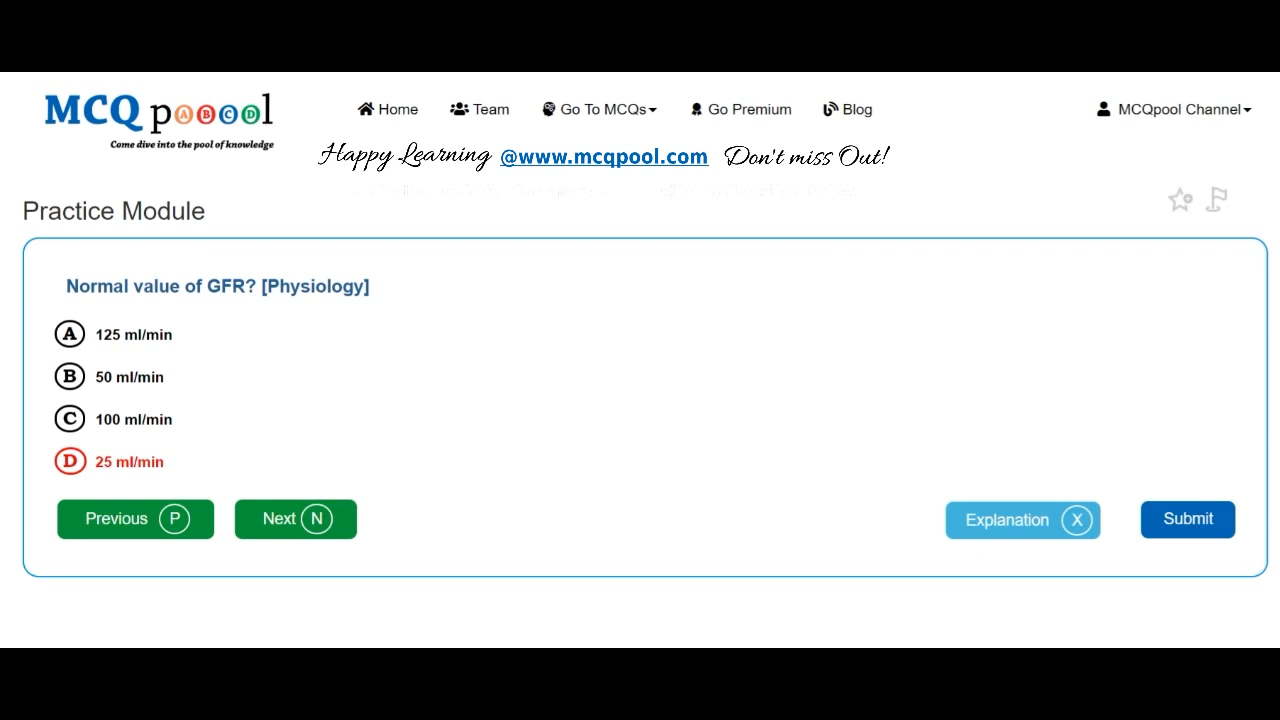 MCQ pooool
Come dive into the pool of knowledge
Home Team Go To MCQs Go Premium Blog MCQpool Channel
Happy Learning @www.mcqpool.com Don't miss Out!
Practice Module
Normal value of GFR? [Physiology]
A 125 ml/min
B 50 ml/min
C 100 ml/min
D 25 ml/min
Previous P Next N Explanation X Submit